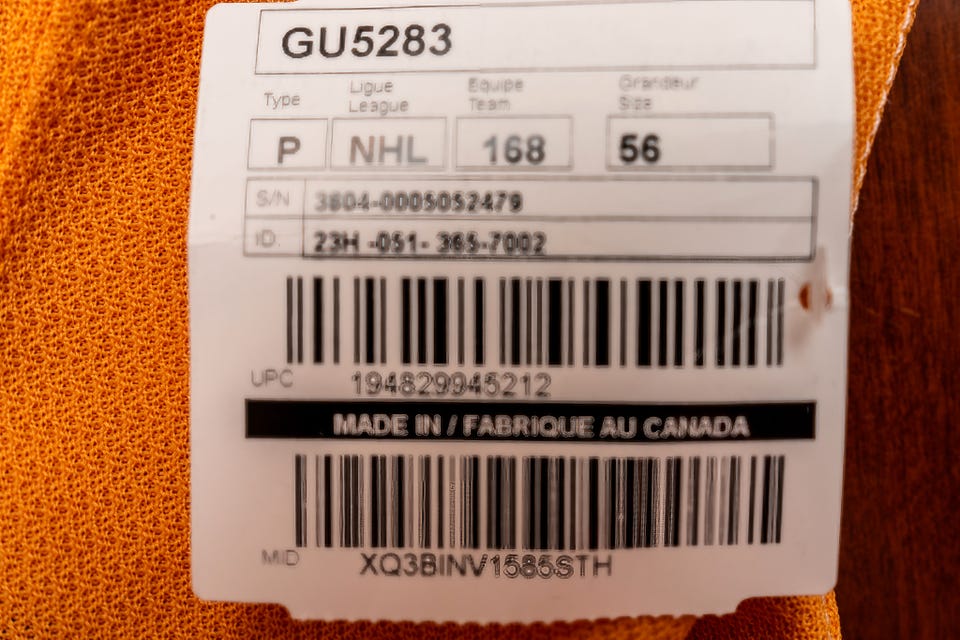 GU5283
Type Ligue Equipe Grandeur
League Team Size
P NHL 168 56
S/N 3804-0005052479
ID. 23H -051- 365-7002
UPC 194829945212
MADE IN / FABRIQUE AU CANADA
MID XQ3BINV1585STH